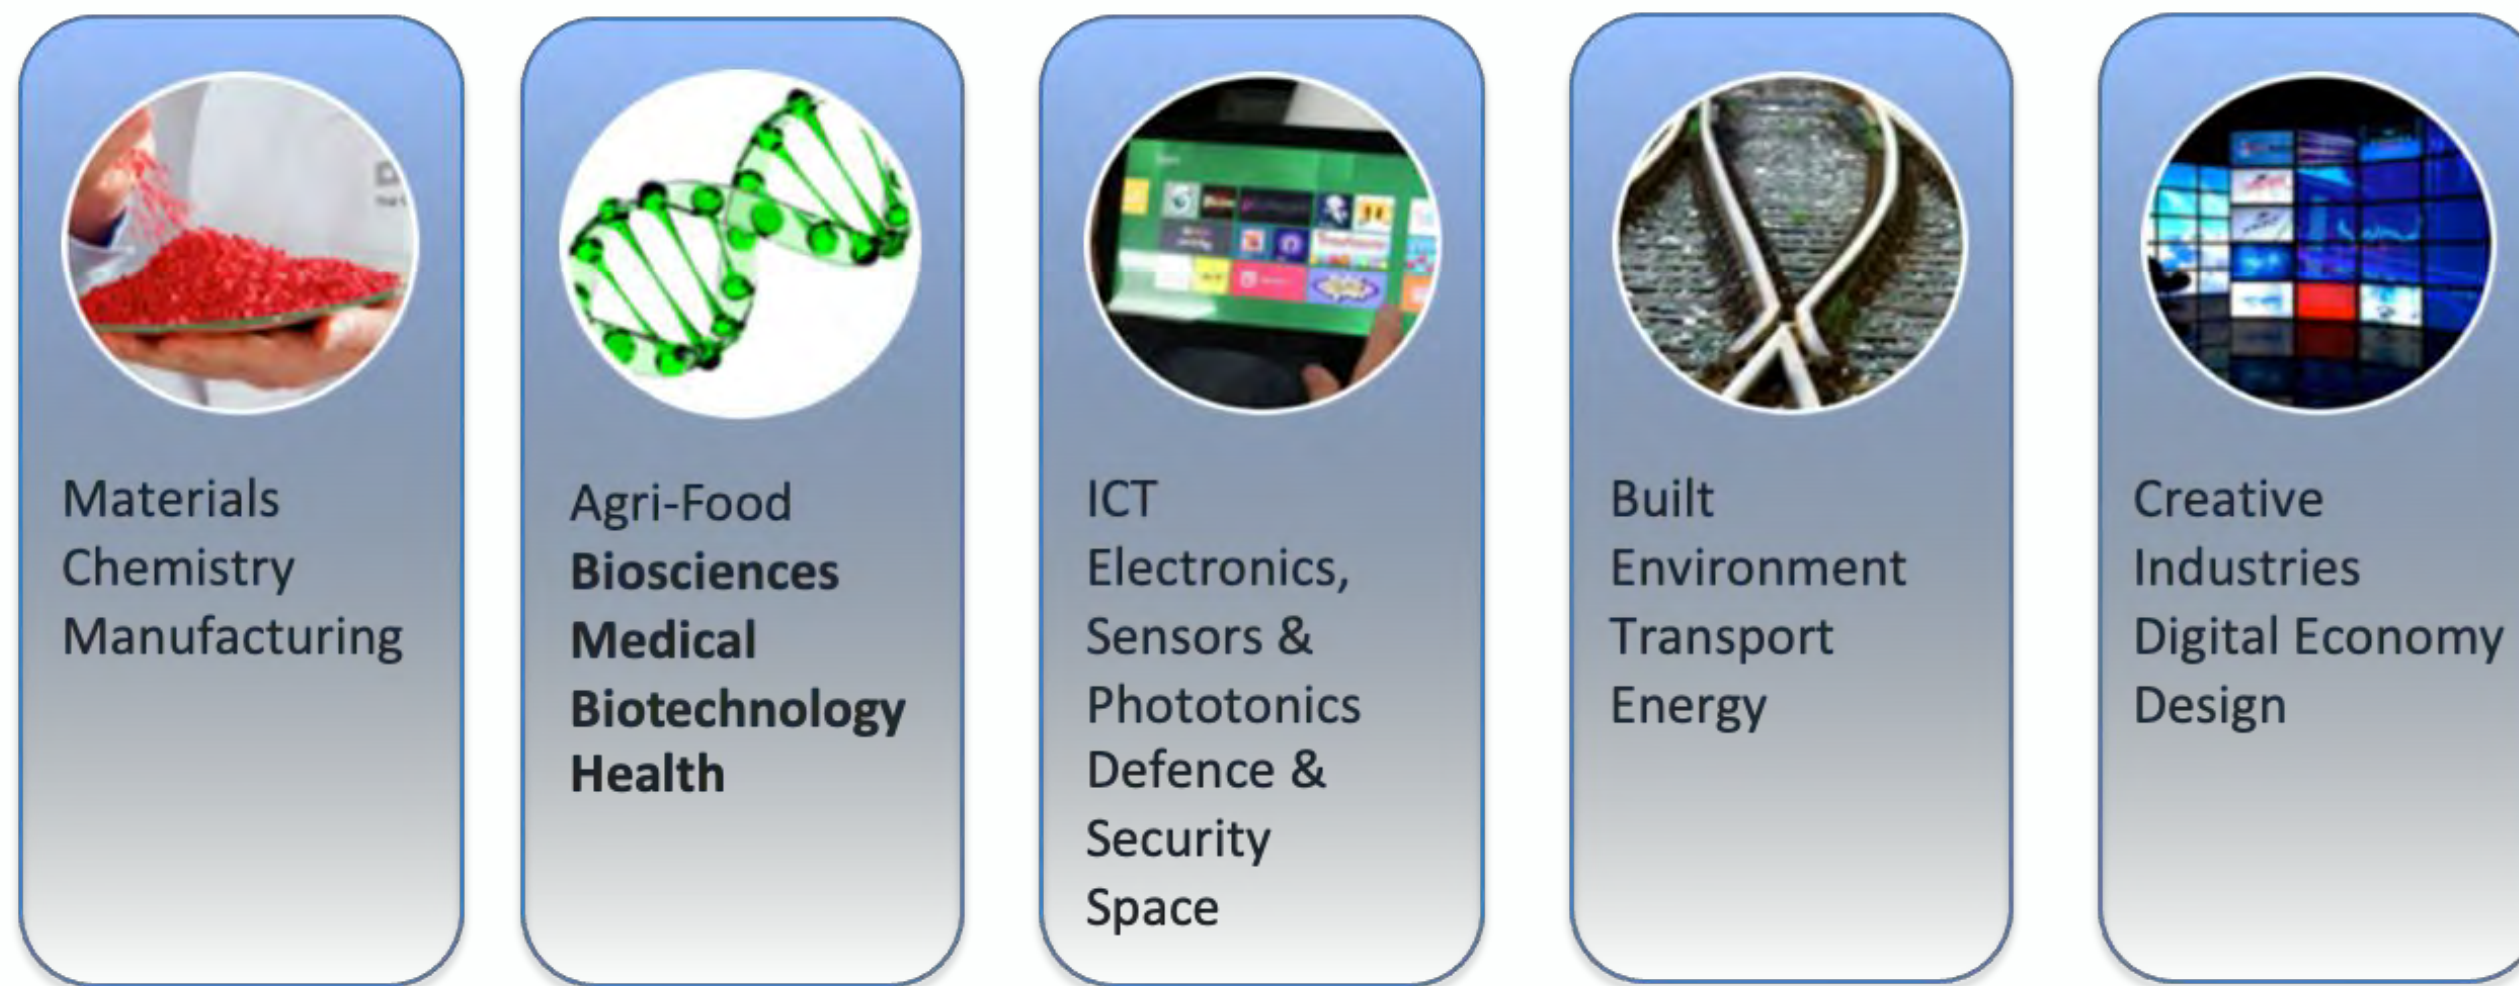 Materials
Chemistry
Manufacturing
Agri-Food
Biosciences
Medical
Biotechnology
Health
ICT
Electronics,
Sensors &
Phototonics
Defence &
Security
Space
Built
Environment
Transport
Energy
Creative
Industries
Digital Economy
Design